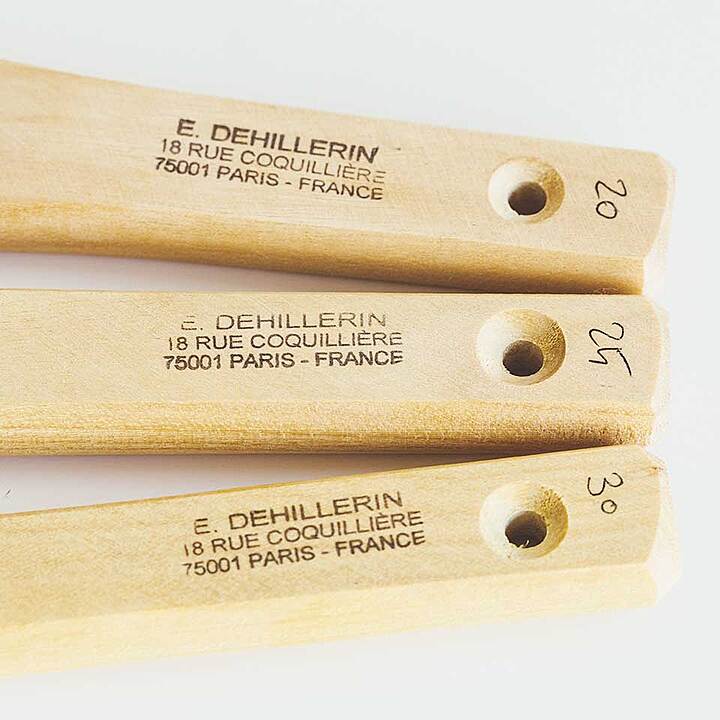 E. DEHILLERIN
18 RUE COQUILLIÈRE
75001 PARIS - FRANCE
20
E. DEHILLERIN
18 RUE COQUILLIÈRE
75001 PARIS - FRANCE
25
E. DEHILLERIN
18 RUE COQUILLIÈRE
75001 PARIS - FRANCE
30